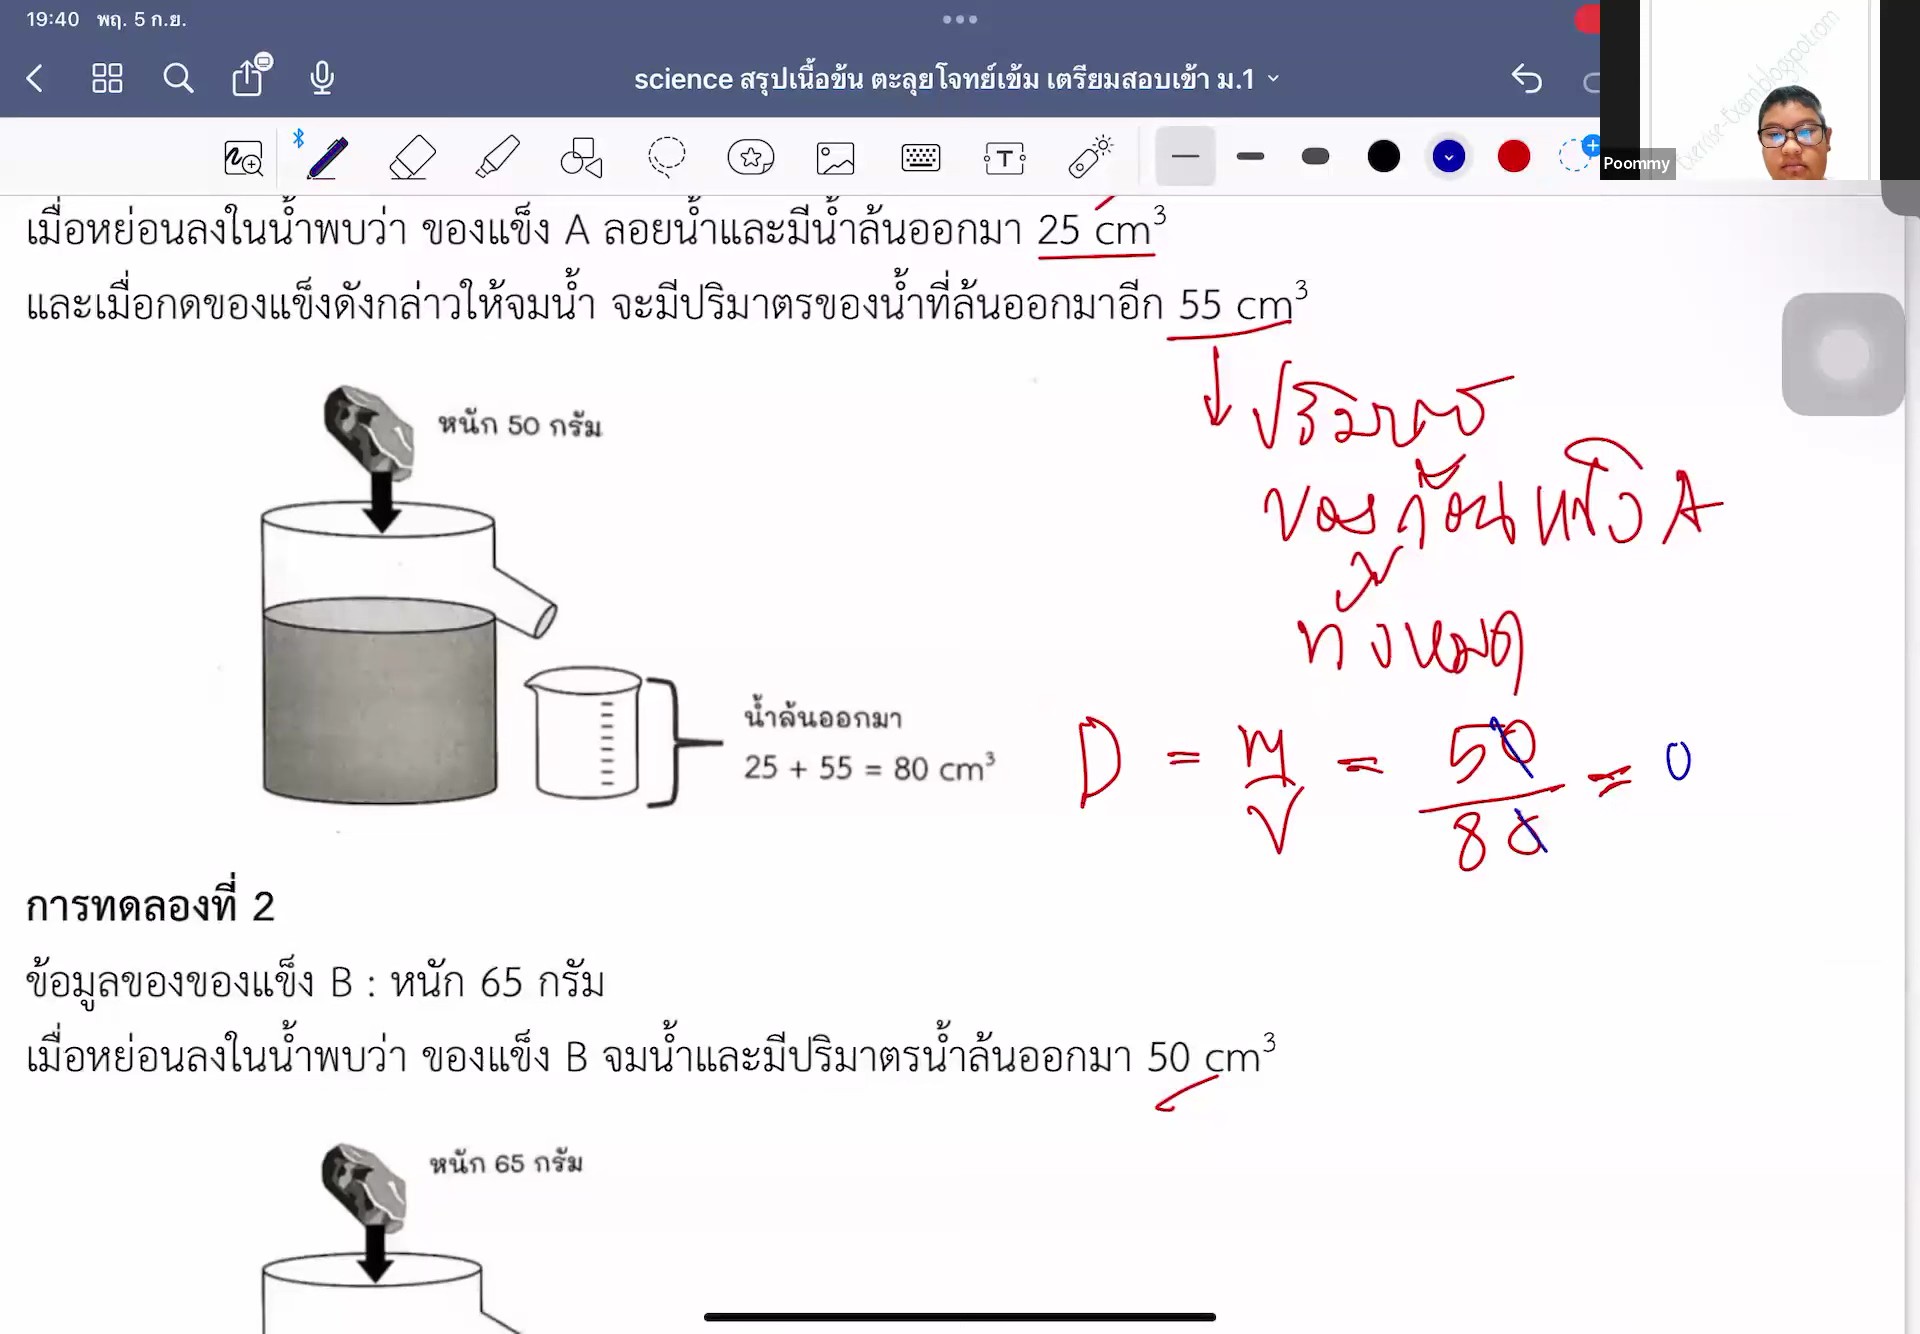 19:40 พฤ. 5 ก.ย.
science สรุปเนื้อข้น ตะลุยโจทย์เข้ม เตรียมสอบเข้า ม.1
Exercise-Exam.blogspot.com
Poommy
เมื่อหย่อนลงในน้ำพบว่า ของแข็ง A ลอยน้ำและมีน้ำล้นออกมา 25 cm³
และเมื่อกดของแข็งดังกล่าวให้จมน้ำ จะมีปริมาตรของน้ำที่ล้นออกมาอีก 55 cm³
หนัก 50 กรัม
ปริมาตร
ของก้อนหิน A
ทั้งหมด
น้ำล้นออกมา
25 + 55 = 80 cm³
D = m/V = 50/80 = 0
การทดลองที่ 2
ข้อมูลของของแข็ง B : หนัก 65 กรัม
เมื่อหย่อนลงในน้ำพบว่า ของแข็ง B จมน้ำและมีปริมาตรน้ำล้นออกมา 50 cm³
หนัก 65 กรัม